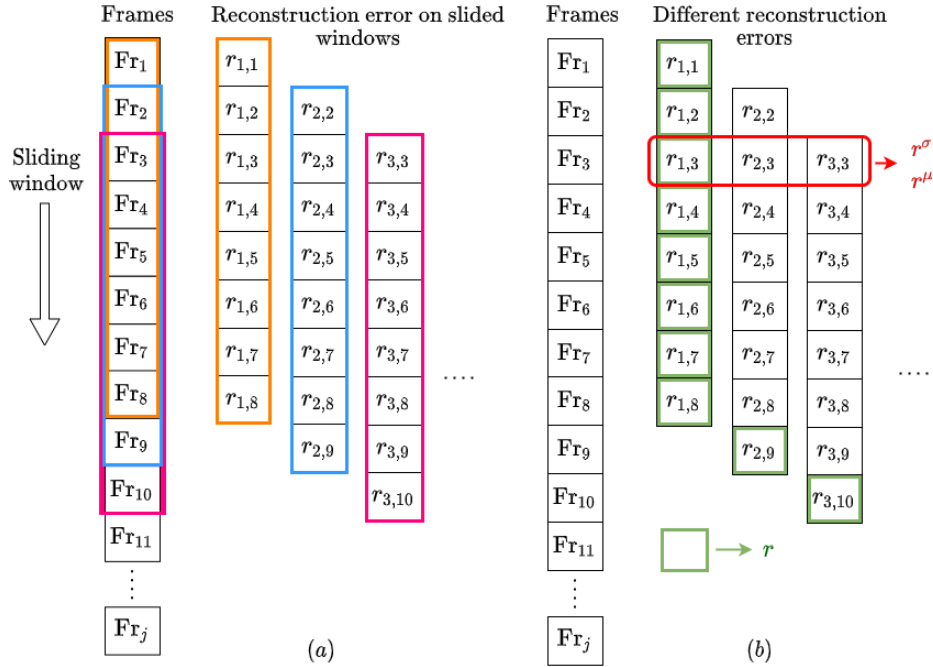 Frames
Reconstruction error on slided
windows
Fr₁
Fr₂
Fr₃
Fr₄
Fr₅
Fr₆
Fr₇
Fr₈
Fr₉
Fr₁₀
Fr₁₁
Frⱼ
Sliding
window
r₁,₁
r₁,₂
r₁,₃
r₁,₄
r₁,₅
r₁,₆
r₁,₇
r₁,₈
r₂,₂
r₂,₃
r₂,₄
r₂,₅
r₂,₆
r₂,₇
r₂,₈
r₂,₉
r₃,₃
r₃,₄
r₃,₅
r₃,₆
r₃,₇
r₃,₈
r₃,₉
r₃,₁₀
....
(a)
Frames
Different reconstruction
errors
Fr₁
Fr₂
Fr₃
Fr₄
Fr₅
Fr₆
Fr₇
Fr₈
Fr₉
Fr₁₀
Fr₁₁
Frⱼ
r₁,₁
r₁,₂
r₁,₃
r₁,₄
r₁,₅
r₁,₆
r₁,₇
r₁,₈
r₂,₂
r₂,₃
r₂,₄
r₂,₅
r₂,₆
r₂,₇
r₂,₈
r₂,₉
r₃,₃
r₃,₄
r₃,₅
r₃,₆
r₃,₇
r₃,₈
r₃,₉
r₃,₁₀
r^σ
r^μ
....
r
(b)